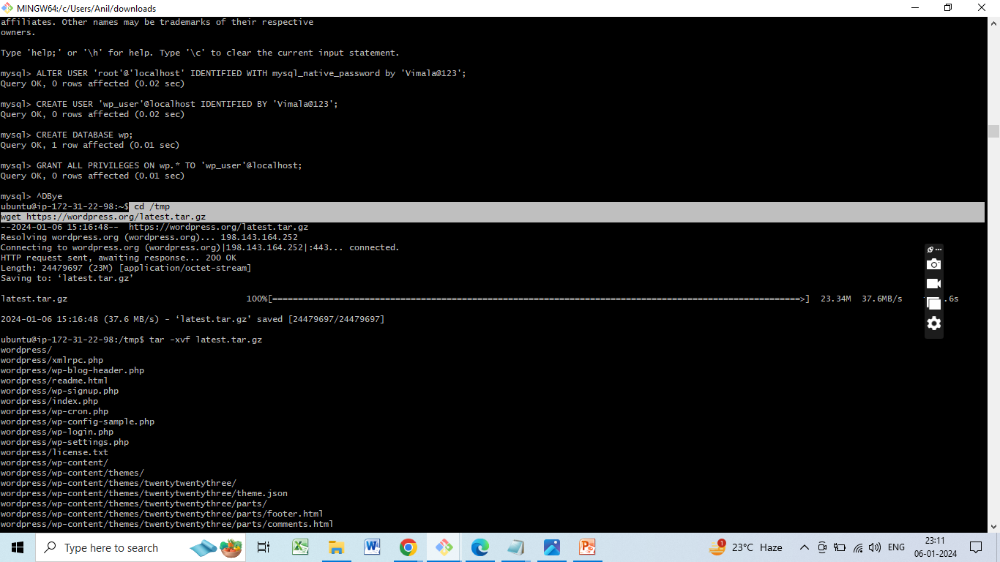 MINGW64:/c/Users/Anil/downloads
affiliates. Other names may be trademarks of their respective
owners.
Type 'help;' or '\h' for help. Type '\c' to clear the current input statement.
mysql> ALTER USER 'root'@'localhost' IDENTIFIED WITH mysql_native_password by 'Vimala@123';
Query OK, 0 rows affected (0.02 sec)
mysql> CREATE USER 'wp_user'@localhost IDENTIFIED BY 'Vimala@123';
Query OK, 0 rows affected (0.02 sec)
mysql> CREATE DATABASE wp;
Query OK, 1 row affected (0.01 sec)
mysql> GRANT ALL PRIVILEGES ON wp.* TO 'wp_user'@localhost;
Query OK, 0 rows affected (0.01 sec)
mysql> ^DBye
ubuntu@ip-172-31-22-98:~$ cd /tmp
wget https://wordpress.org/latest.tar.gz
--2024-01-06 15:16:48--  https://wordpress.org/latest.tar.gz
Resolving wordpress.org (wordpress.org)... 198.143.164.252
Connecting to wordpress.org (wordpress.org)|198.143.164.252|:443... connected.
HTTP request sent, awaiting response... 200 OK
Length: 24479697 (23M) [application/octet-stream]
Saving to: ‘latest.tar.gz’
latest.tar.gz 100%[=======================================================================================================>] 23.34M 37.6MB/s .6s
2024-01-06 15:16:48 (37.6 MB/s) - ‘latest.tar.gz’ saved [24479697/24479697]
ubuntu@ip-172-31-22-98:/tmp$ tar -xvf latest.tar.gz
wordpress/
wordpress/xmlrpc.php
wordpress/wp-blog-header.php
wordpress/readme.html
wordpress/wp-signup.php
wordpress/index.php
wordpress/wp-cron.php
wordpress/wp-config-sample.php
wordpress/wp-login.php
wordpress/wp-settings.php
wordpress/license.txt
wordpress/wp-content/
wordpress/wp-content/themes/
wordpress/wp-content/themes/twentytwentythree/
wordpress/wp-content/themes/twentytwentythree/theme.json
wordpress/wp-content/themes/twentytwentythree/parts/
wordpress/wp-content/themes/twentytwentythree/parts/footer.html
wordpress/wp-content/themes/twentytwentythree/parts/comments.html
Type here to search
1
23°C Haze
ENG
23:11
06-01-2024